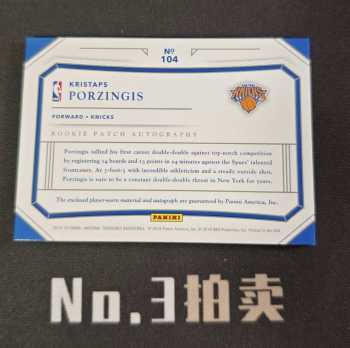 Nº
104
KRISTAPS
PORZINGIS
FORWARD • KNICKS
ROOKIE PATCH AUTOGRAPHS
Porzingis tallied his first career double-double against top-notch competition
by registering 14 boards and 13 points in 24 minutes against the Spurs' talented
frontcourt. At 7-foot-3 with incredible athleticism and a steady outside shot,
Porzingis is sure to be a constant double-double threat in New York for years.
PANINI
The enclosed player-worn material and autograph are guaranteed by Panini America, Inc.
No.3拍卖